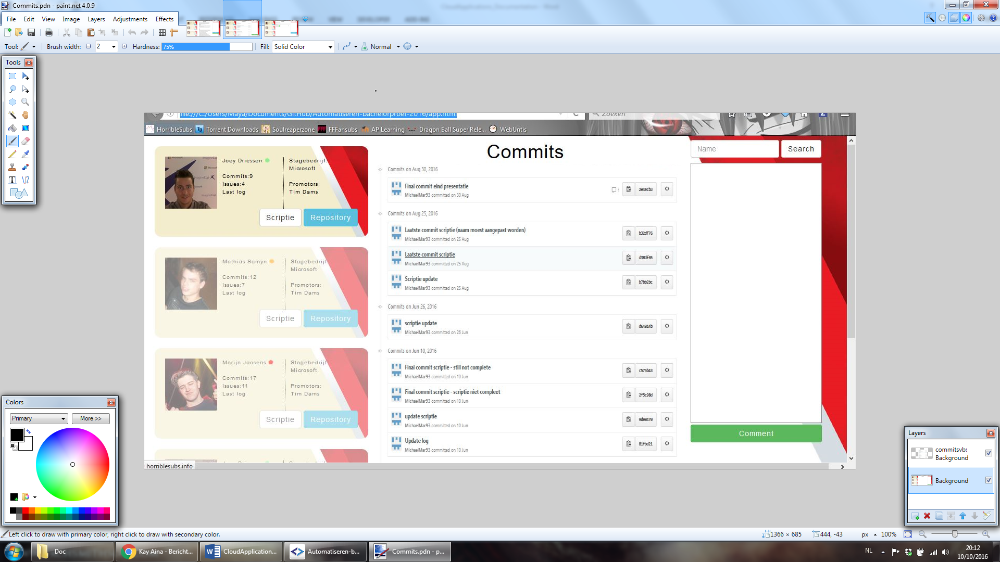 Commits.pdn - paint.net 4.0.9
File Edit View Image Layers Adjustments Effects
Tool: Brush width: 2 Hardness: 75% Fill: Solid Color Normal
Tools
file:///C:/Users/Maya/Documents/GitHub/Automatiseren-bachelorproef-2016/app.html
Zoeken
HorribleSubs Torrent Downloads Soulreaperzone FFFansubs AP Learning Dragon Ball Super Rele... WebUntis
Joey Driessen
Commits:9
Issues:4
Last log
Stagebedrijf:
Microsoft
Promotors:
Tim Dams
Scriptie Repository
Mathias Samyn
Commits:12
Issues:7
Last log
Stagebedrijf:
Microsoft
Promotors:
Tim Dams
Scriptie Repository
Marijn Joosens
Commits:17
Issues:11
Last log
Stagebedrijf:
Microsoft
Promotors:
Tim Dams
Scriptie Repository
horriblesubs.info
Commits
Commits on Aug 30, 2016
Final commit eind presentatie
MichaelMar93 committed on 30 Aug
1 2e4ecb3
Commits on Aug 25, 2016
Laatste commit scriptie (naam moest aangepast worden)
MichaelMar93 committed on 25 Aug
b32df76
Laatste commit scriptie
MichaelMar93 committed on 25 Aug
d38df65
Scriptie update
MichaelMar93 committed on 25 Aug
b7bb2bc
Commits on Jun 26, 2016
scriptie update
MichaelMar93 committed on 26 Jun
d64814b
Commits on Jun 10, 2016
Final commit scriptie - still not complete
MichaelMar93 committed on 10 Jun
c575b43
Final commit scriptie - scriptie niet compleet
MichaelMar93 committed on 10 Jun
2f5c98d
update scriptie
MichaelMar93 committed on 10 Jun
9de8470
Update log
MichaelMar93 committed on 10 Jun
81fbd21
Name Search
Comment
Colors
Primary More >>
Layers
commitsvb:
Background
Background
Left click to draw with primary color, right click to draw with secondary color.
1366 × 685 444, -43 px 100%
Doc Kay Aina - Bericht... CloudApplication... Automatiseren-b... Commits.pdn - p...
NL
20:12
10/10/2016